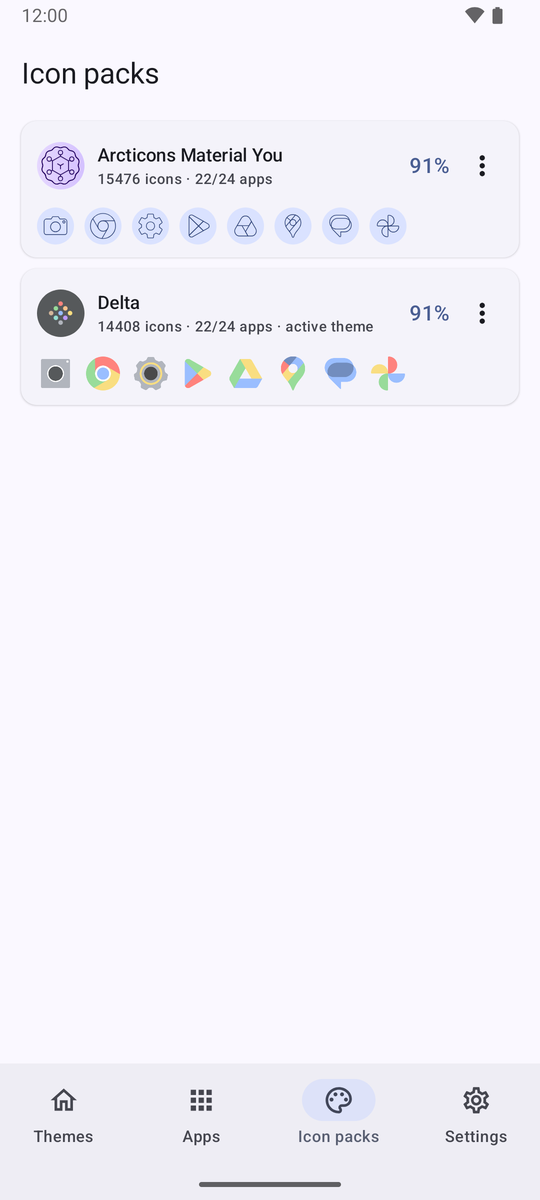 12:00
Icon packs
Arcticons Material You
15476 icons · 22/24 apps
91%
Delta
14408 icons · 22/24 apps · active theme
91%
Themes
Apps
Icon packs
Settings